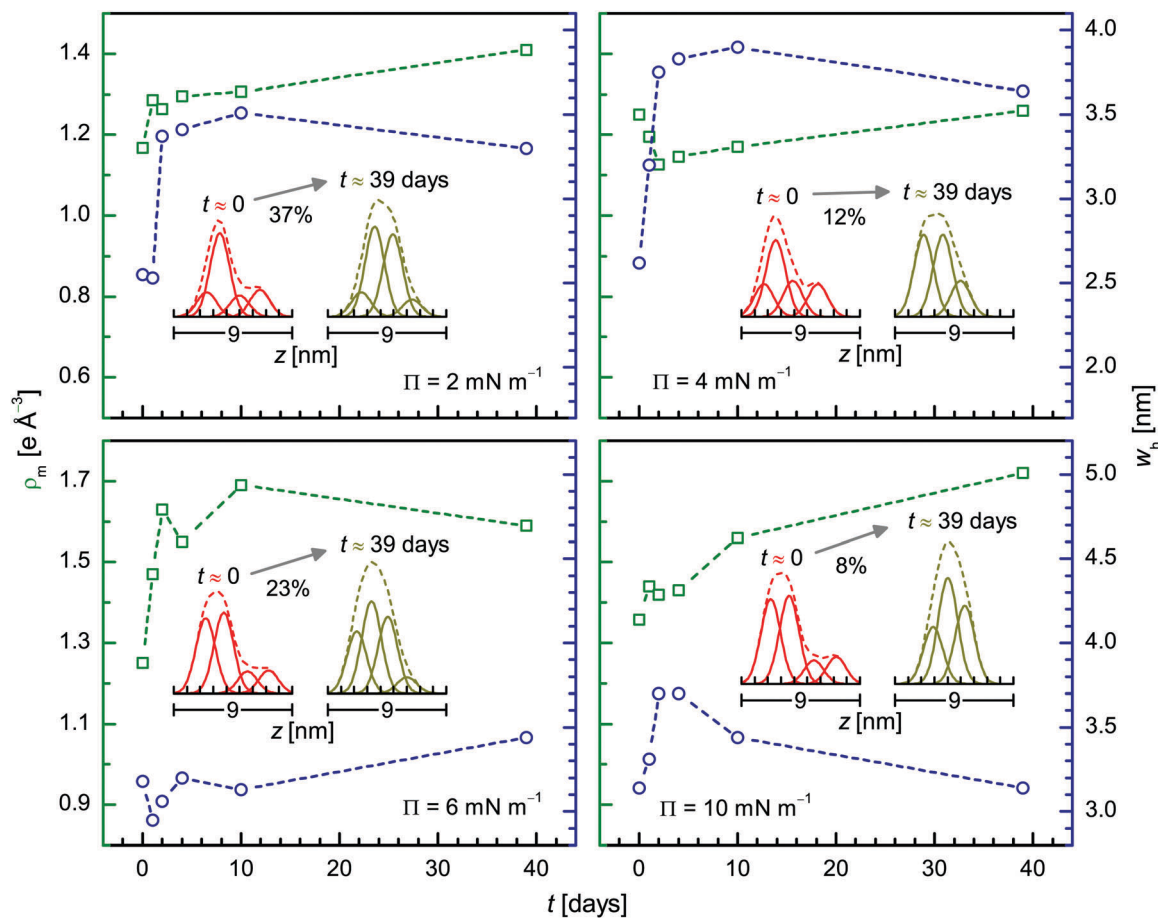 1.4
1.2
1.0
0.8
0.6
t ≈ 0
37%
t ≈ 39 days
9
z [nm]
Π = 2 mN m⁻¹
t ≈ 0
12%
t ≈ 39 days
9
z [nm]
Π = 4 mN m⁻¹
4.0
3.5
3.0
2.5
2.0
ρm [e Å⁻³]
wh [nm]
1.7
1.5
1.3
1.1
0.9
t ≈ 0
23%
t ≈ 39 days
9
z [nm]
Π = 6 mN m⁻¹
t ≈ 0
8%
t ≈ 39 days
9
z [nm]
Π = 10 mN m⁻¹
5.0
4.5
4.0
3.5
3.0
0 10 20 30 40
0 10 20 30 40
t [days]